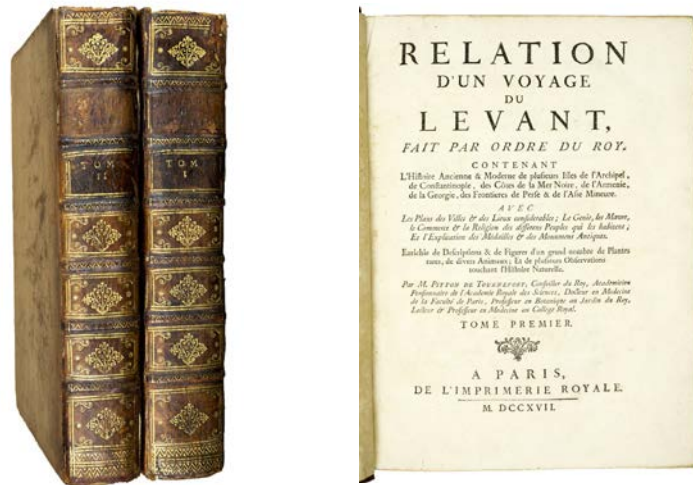 TOM
II
TOM
I
RELATION
D'UN VOYAGE
DU
LEVANT,
FAIT PAR ORDRE DU ROY.
CONTENANT
L'Histoire Ancienne & Moderne de plusieurs Isles de l'Archipel,
de Constantinople, des Côtes de la Mer Noire, de l'Armenie,
de la Georgie, des Frontieres de Perse & de l'Asie Mineure.
AVEC
Les Plans des Villes & des Lieux considerables; Le Genie, les Mœurs,
le Commerce & la Religion des differens Peuples qui les habitent;
Et l'Explication des Medailles & des Monumens Antiques.
Enrichie de Descriptions & de Figures d'un grand nombre de Plantes
rares, de divers Animaux; Et de plusieurs Observations
touchant l'Histoire Naturelle.
Par M. PITTON DE TOURNEFORT, Conseiller du Roy, Academicien
Pensionnaire de l'Academie Royale des Sciences, Docteur en Medecine
de la Faculté de Paris, Professeur en Botanique au Jardin du Roy,
Lecteur & Professeur en Medecine au College Royal.
TOME PREMIER.
A PARIS,
DE L'IMPRIMERIE ROYALE.
M. DCCXVII.